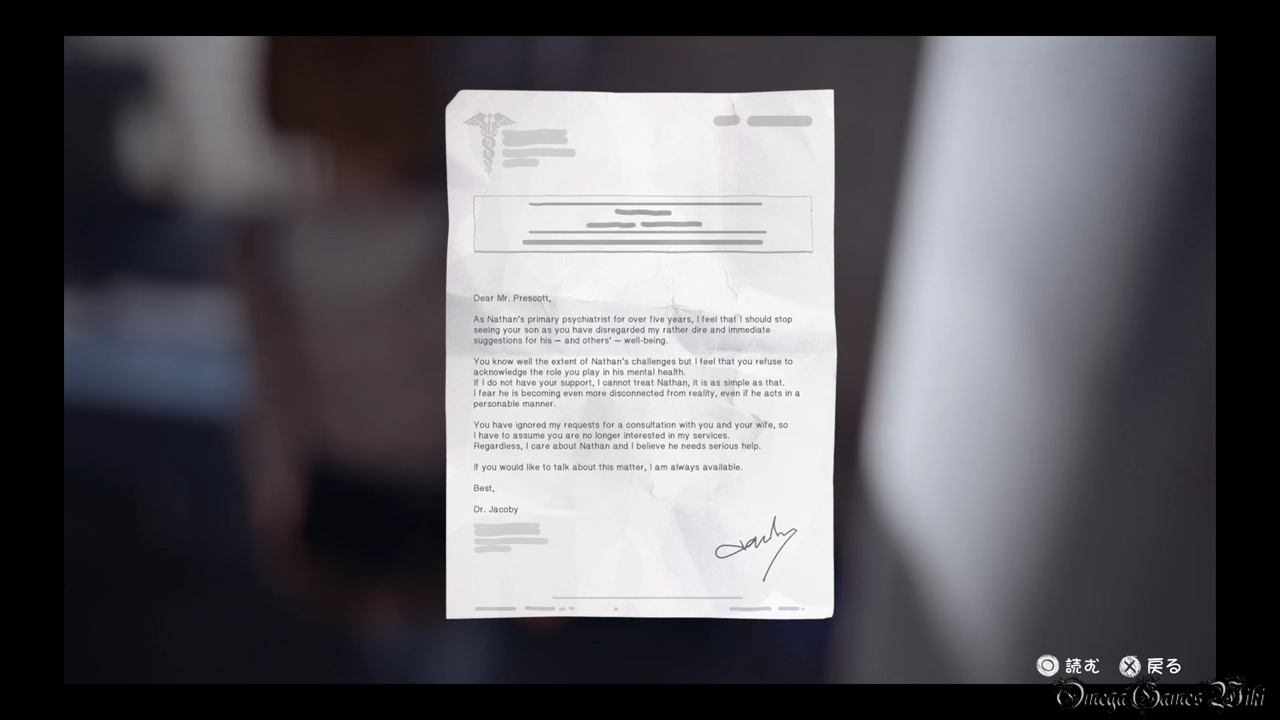 Dear Mr. Prescott,
As Nathan's primary psychiatrist for over five years, I feel that I should stop
seeing your son as you have disregarded my rather dire and immediate
suggestions for his – and others' – well-being.
You know well the extent of Nathan's challenges but I feel that you refuse to
acknowledge the role you play in his mental health.
If I do not have your support, I cannot treat Nathan, it is as simple as that.
I fear he is becoming even more disconnected from reality, even if he acts in a
personable manner.
You have ignored my requests for a consultation with you and your wife, so
I have to assume you are no longer interested in my services.
Regardless, I care about Nathan and I believe he needs serious help.
If you would like to talk about this matter, I am always available.
Best,
Dr. Jacoby
読む 戻る
Omega Games Wiki